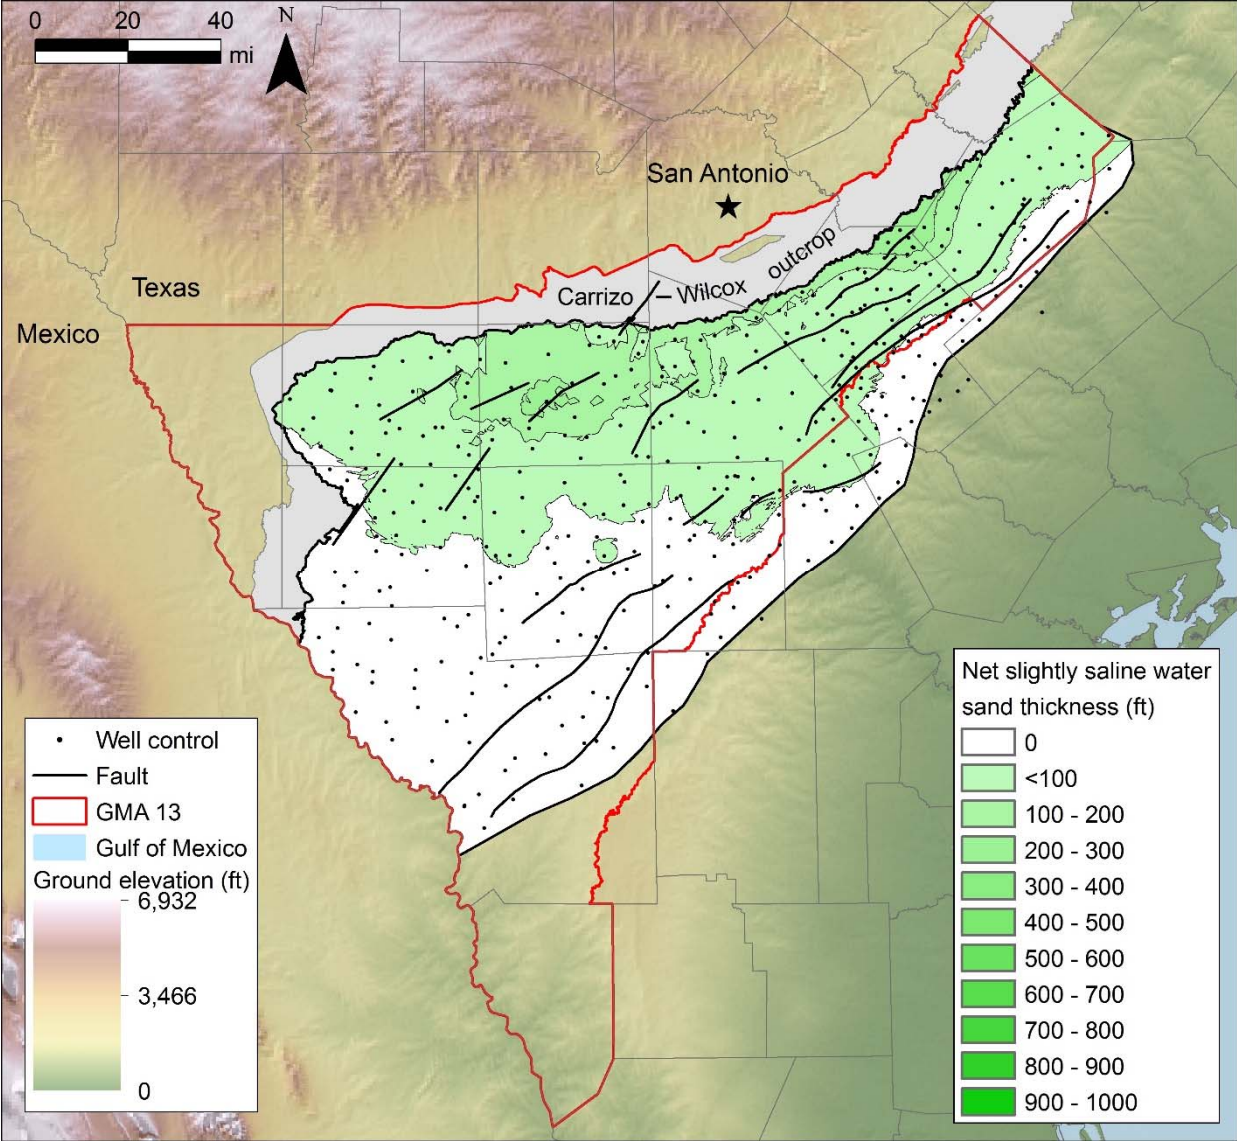 0 20 40
mi
N
San Antonio
Texas
Mexico
Carrizo – Wilcox outcrop
Well control
Fault
GMA 13
Gulf of Mexico
Ground elevation (ft)
6,932
3,466
0
Net slightly saline water
sand thickness (ft)
0
<100
100 - 200
200 - 300
300 - 400
400 - 500
500 - 600
600 - 700
700 - 800
800 - 900
900 - 1000